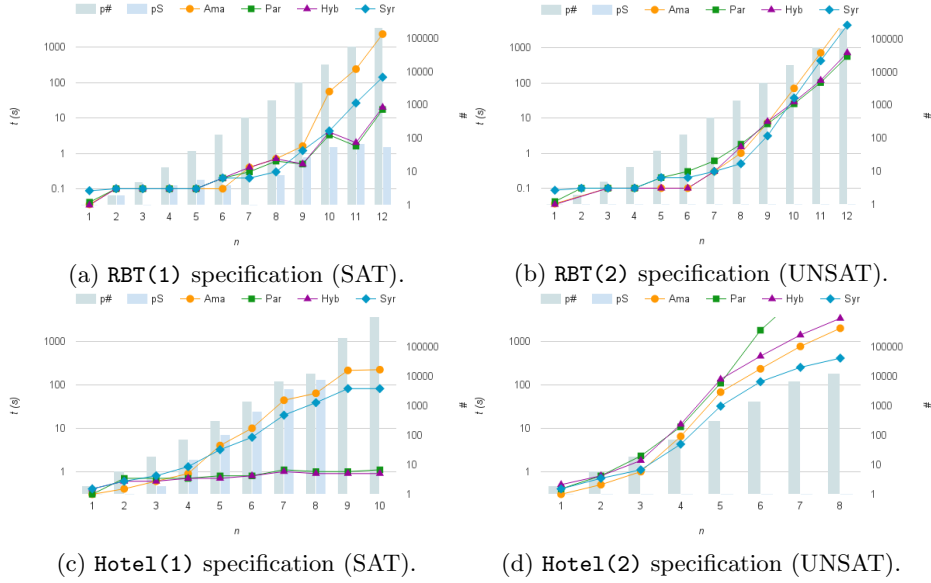 p# pS Ama Par Hyb Syr
1000
100
10
1
0.1
100000
10000
1000
100
10
1
t (s)
#
1 2 3 4 5 6 7 8 9 10 11 12
n
(a) RBT(1) specification (SAT).
p# pS Ama Par Hyb Syr
1000
100
10
1
0.1
100000
10000
1000
100
10
1
t (s)
#
1 2 3 4 5 6 7 8 9 10 11 12
n
(b) RBT(2) specification (UNSAT).
p# pS Ama Par Hyb Syr
1000
100
10
1
100000
10000
1000
100
10
1
t (s)
#
1 2 3 4 5 6 7 8 9 10
n
(c) Hotel(1) specification (SAT).
p# pS Ama Par Hyb Syr
1000
100
10
1
100000
10000
1000
100
10
1
t (s)
#
1 2 3 4 5 6 7 8
n
(d) Hotel(2) specification (UNSAT).